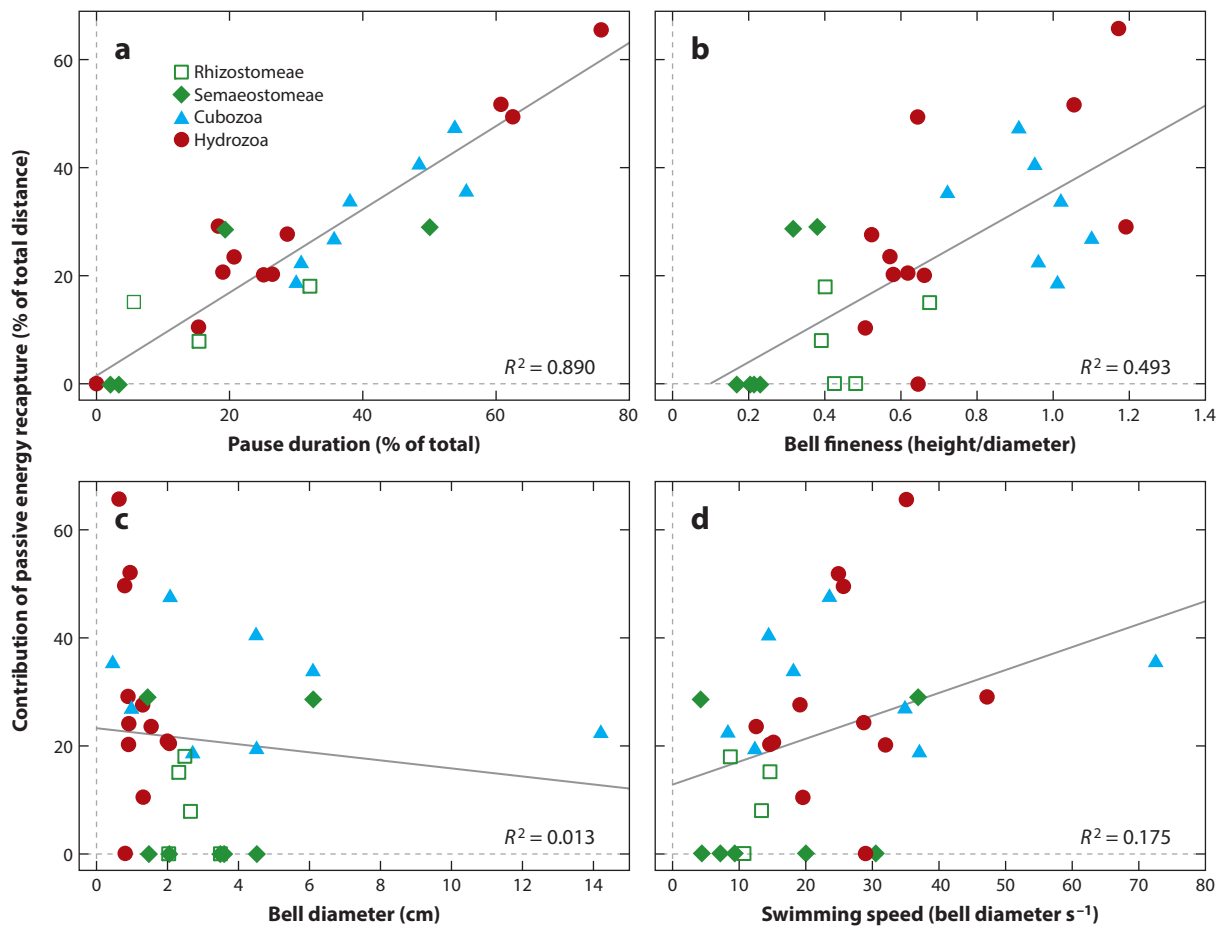 Contribution of passive energy recapture (% of total distance)
a
Rhizostomeae
Semaeostomeae
Cubozoa
Hydrozoa
60
40
20
0
R² = 0.890
0 20 40 60 80
Pause duration (% of total)
b
R² = 0.493
0 0.2 0.4 0.6 0.8 1.0 1.2 1.4
Bell fineness (height/diameter)
c
60
40
20
0
R² = 0.013
0 2 4 6 8 10 12 14
Bell diameter (cm)
d
R² = 0.175
0 10 20 30 40 50 60 70 80
Swimming speed (bell diameter s⁻¹)